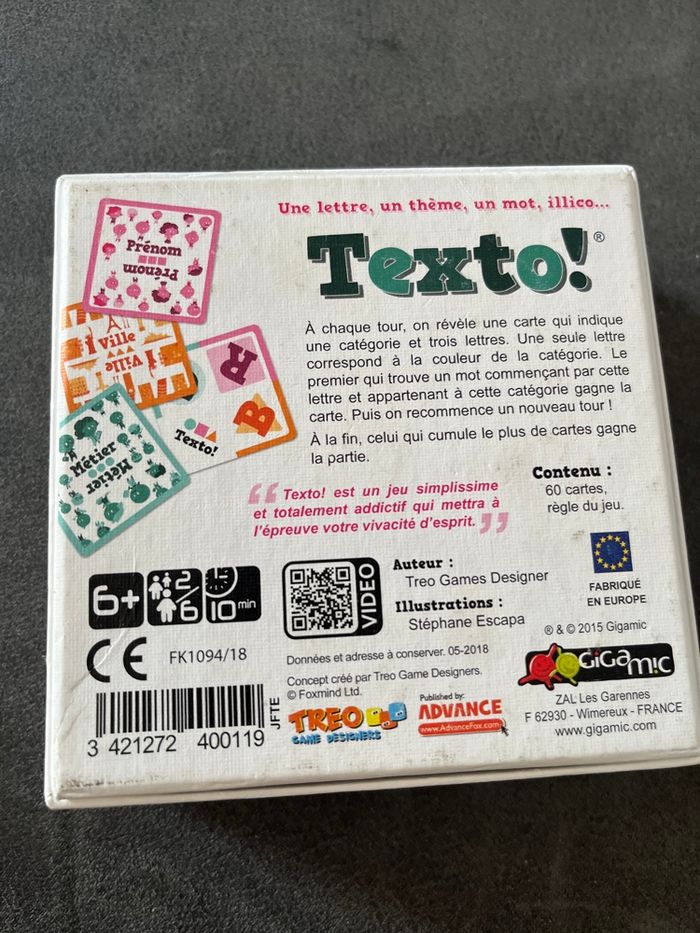 Une lettre, un thème, un mot, illico...
Texto!®
Prénom
Prénom
ville
ville
Métier
Métier
R
B
Texto!
À chaque tour, on révèle une carte qui indique
une catégorie et trois lettres. Une seule lettre
correspond à la couleur de la catégorie. Le
premier qui trouve un mot commençant par cette
lettre et appartenant à cette catégorie gagne la
carte. Puis on recommence un nouveau tour !
À la fin, celui qui cumule le plus de cartes gagne
la partie.
“ Texto! est un jeu simplissime
et totalement addictif qui mettra à
l'épreuve votre vivacité d'esprit. ”
Contenu :
60 cartes,
règle du jeu.
6+
2/6
10 min
VIDEO
Auteur :
Treo Games Designer
Illustrations :
Stéphane Escapa
FABRIQUÉ
EN EUROPE
CE
FK1094/18
Données et adresse à conserver. 05-2018
Concept créé par Treo Game Designers.
© Foxmind Ltd.
® & © 2015 Gigamic
GiGamic
ZAL Les Garennes
F 62930 - Wimereux - FRANCE
www.gigamic.com
JFTE
3 421272 400119
TREO
GAME DESIGNERS
Published by:
ADVANCE
www.AdvanceFox.com